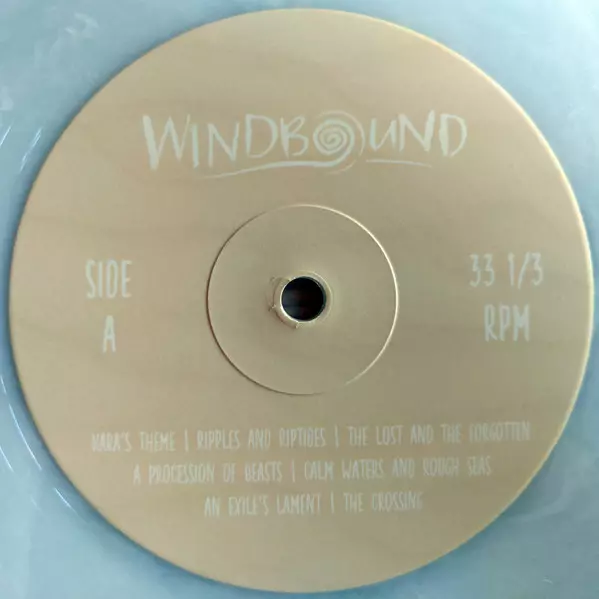 WINDBOUND
SIDE A
33 1/3 RPM
KARA'S THEME | RIPPLES AND RIPTIDES | THE LOST AND THE FORGOTTEN
A PROCESSION OF BEASTS | CALM WATERS AND ROUGH SEAS
AN EXILE'S LAMENT | THE CROSSING